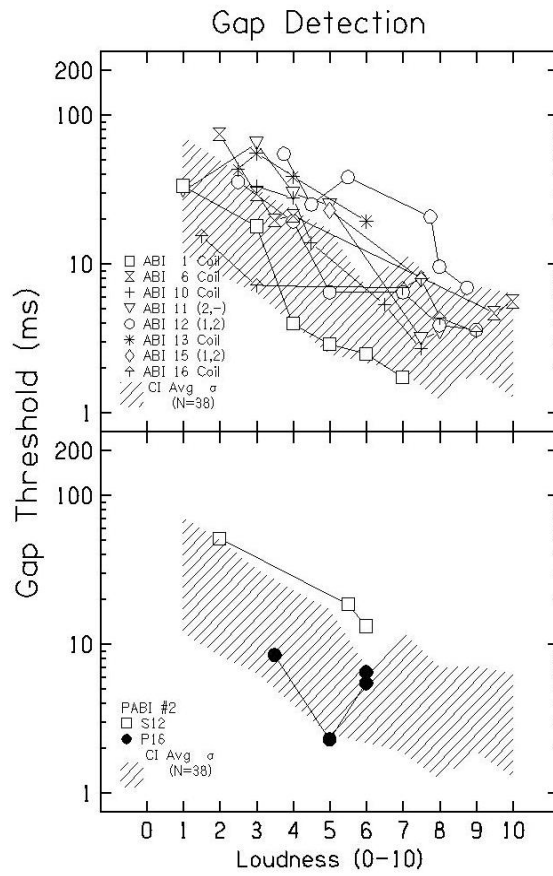 Gap Detection
200
100
10
1
ABI 1 Coil
ABI 6 Coil
ABI 10 Coil
ABI 11 (2,-)
ABI 12 (1,2)
ABI 13 Coil
ABI 15 (1,2)
ABI 16 Coil
CI Avg σ
(N=38)
Gap Threshold (ms)
200
100
10
1
PABI #2
S12
P16
CI Avg σ
(N=38)
0 1 2 3 4 5 6 7 8 9 10
Loudness (0-10)